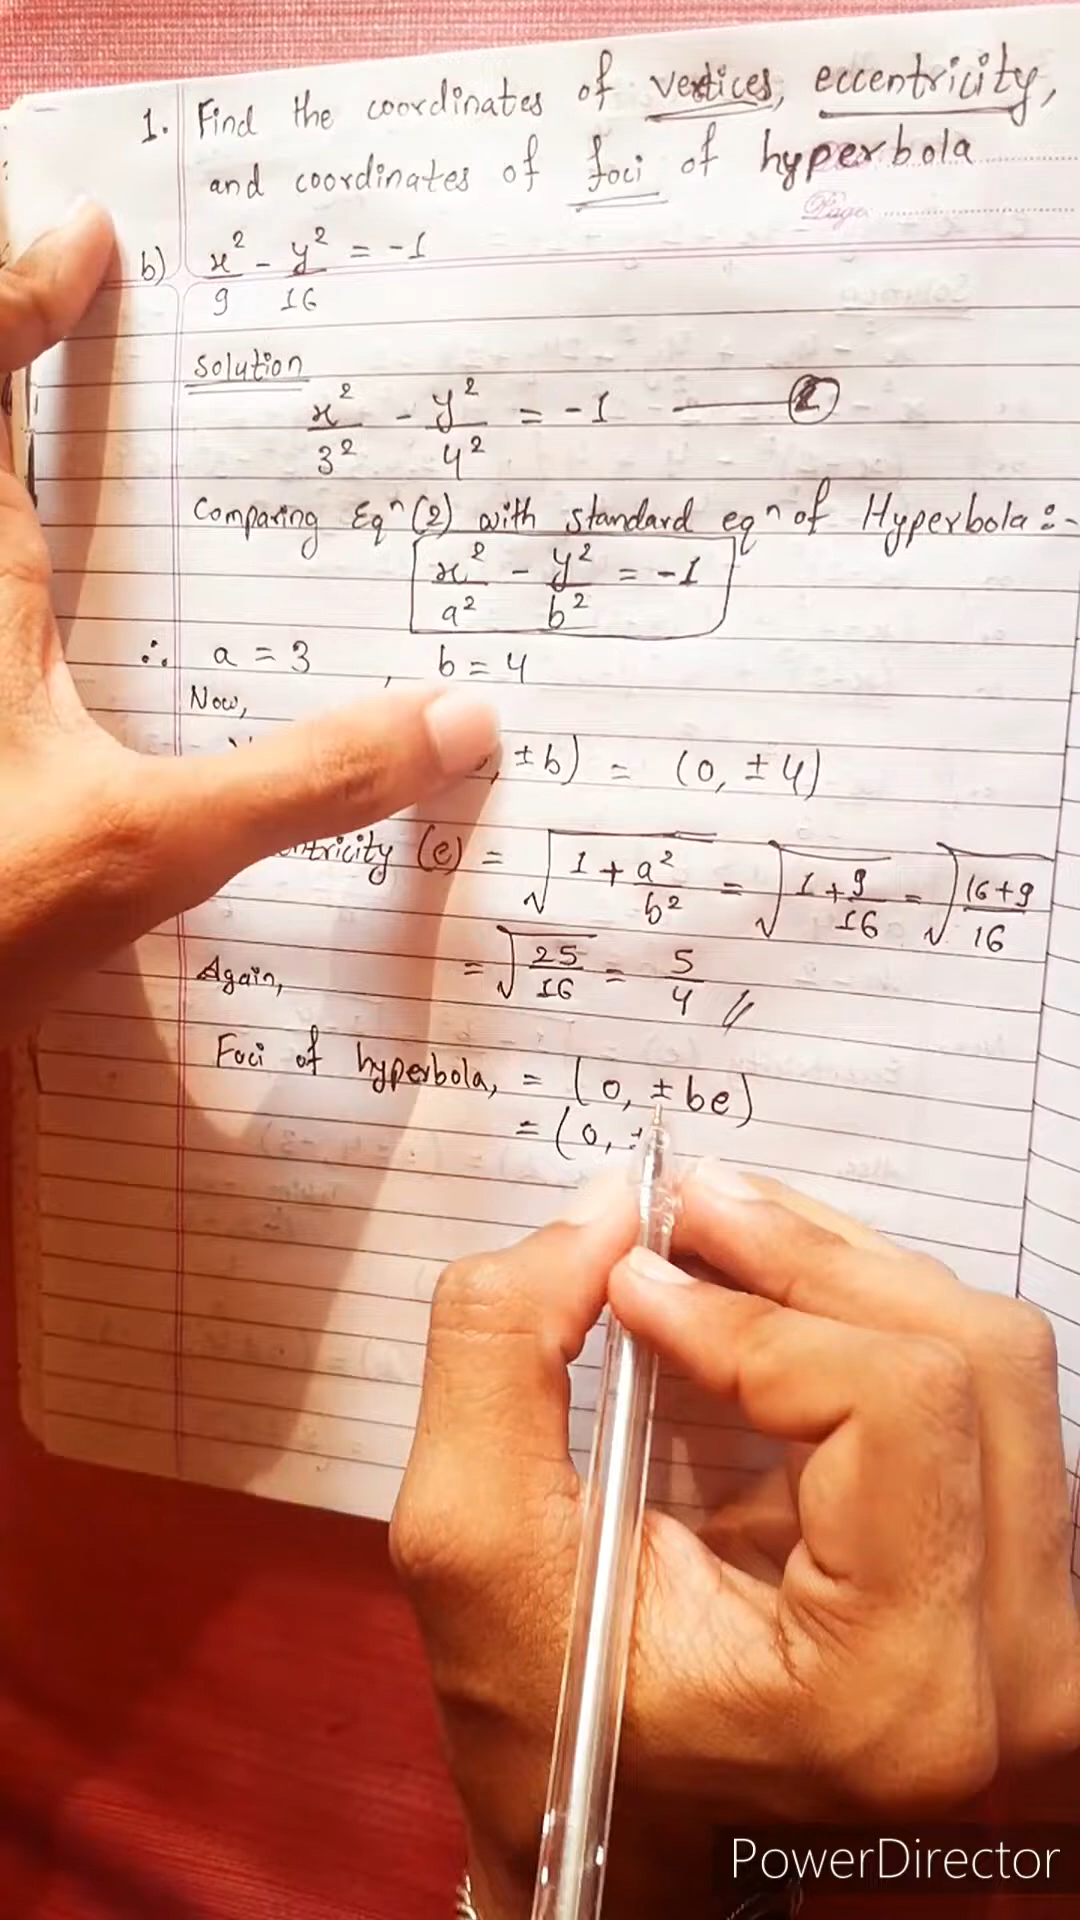 1. Find the coordinates of vertices, eccentricity,
and coordinates of foci of hyperbola
Page:
b) x²/9 - y²/16 = -1
Solution
x²/3² - y²/4² = -1 —— 2
Comparing Eqⁿ(2) with standard eqⁿ of Hyperbola:-
x²/a² - y²/b² = -1
∴ a = 3 , b = 4
Now,
, ±b) = (0, ±4)
ntricity (e) = √(1 + a²/b²) = √(1 + 9/16) = √((16+9)/16)
= √(25/16) = 5/4 //
Again,
Foci of hyperbola, = (0, ±be)
= (0, ±
PowerDirector